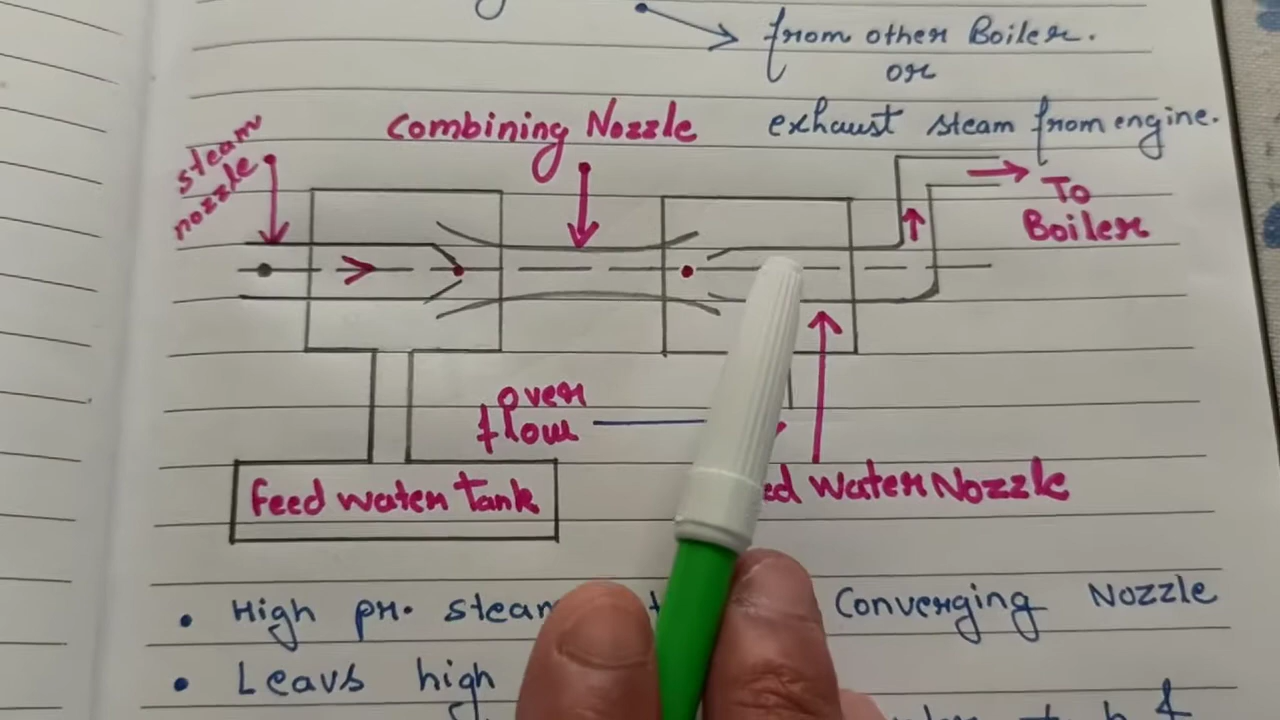 from other Boiler.
or
exhaust steam from engine.
Combining Nozzle
steam
nozzle
To
Boiler
over
flow
Feed water Tank
ed Water Nozzle
• High pr. steam
Converging Nozzle
• Leavs high